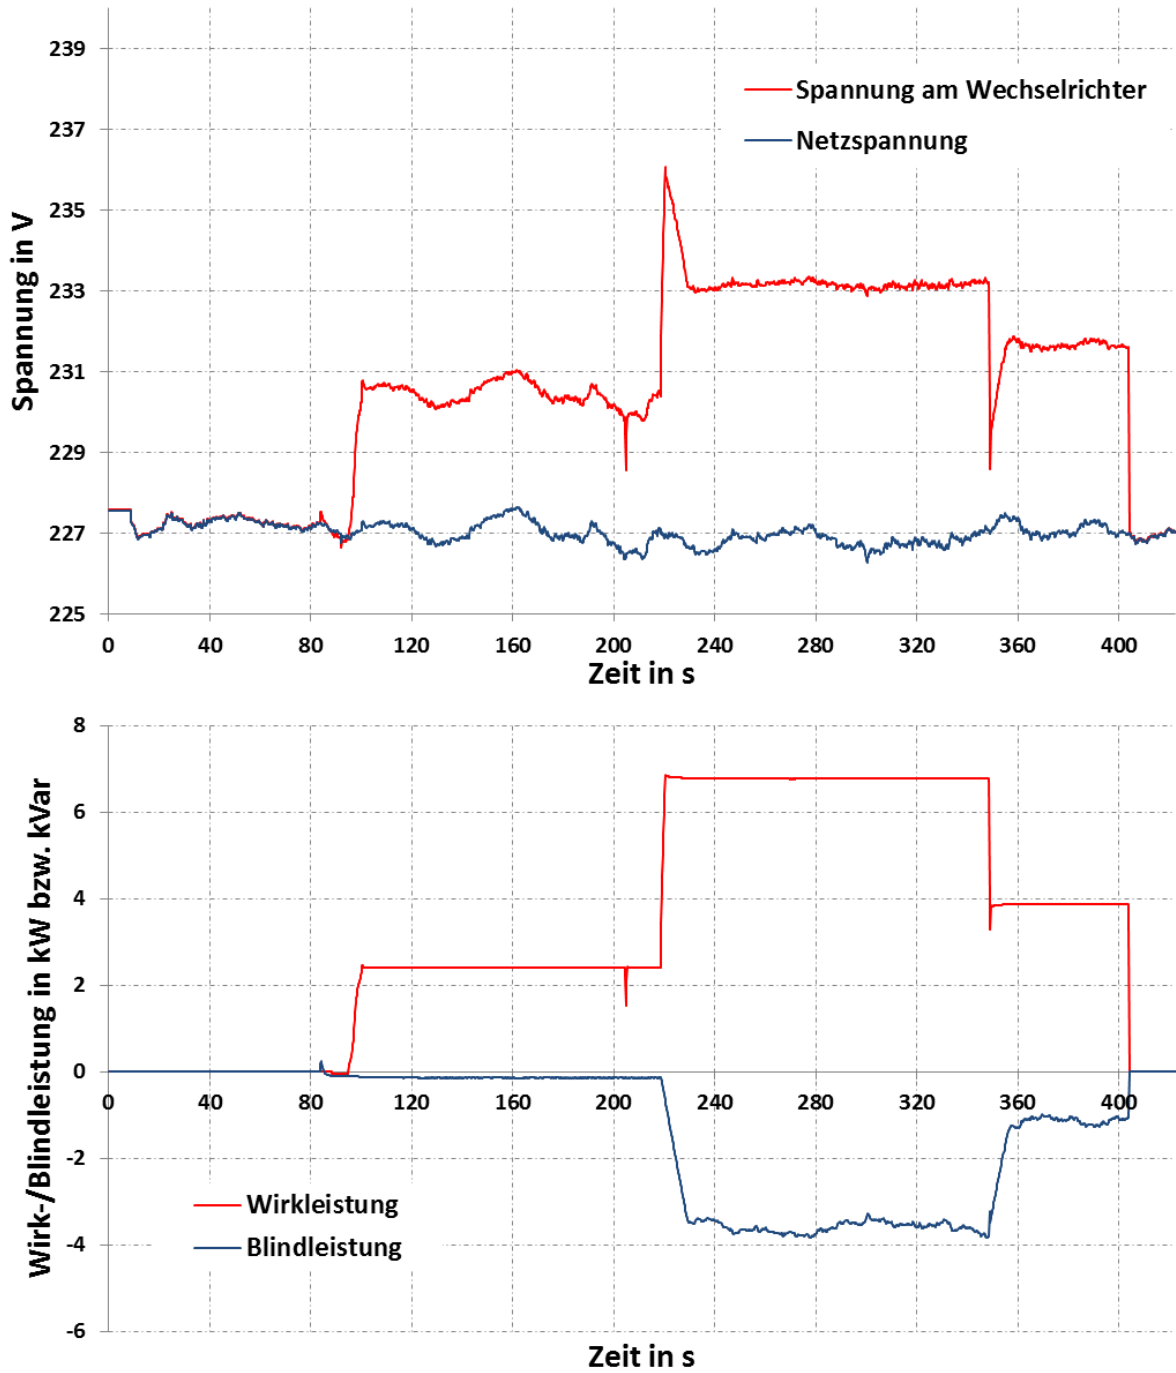 239
237
235
233
231
229
227
225
Spannung in V
Spannung am Wechselrichter
Netzspannung
0 40 80 120 160 200 240 280 320 360 400
Zeit in s
8
6
4
2
0
-2
-4
-6
Wirk-/Blindleistung in kW bzw. kVar
0 40 80 120 160 200 240 280 320 360 400
Wirkleistung
Blindleistung
Zeit in s